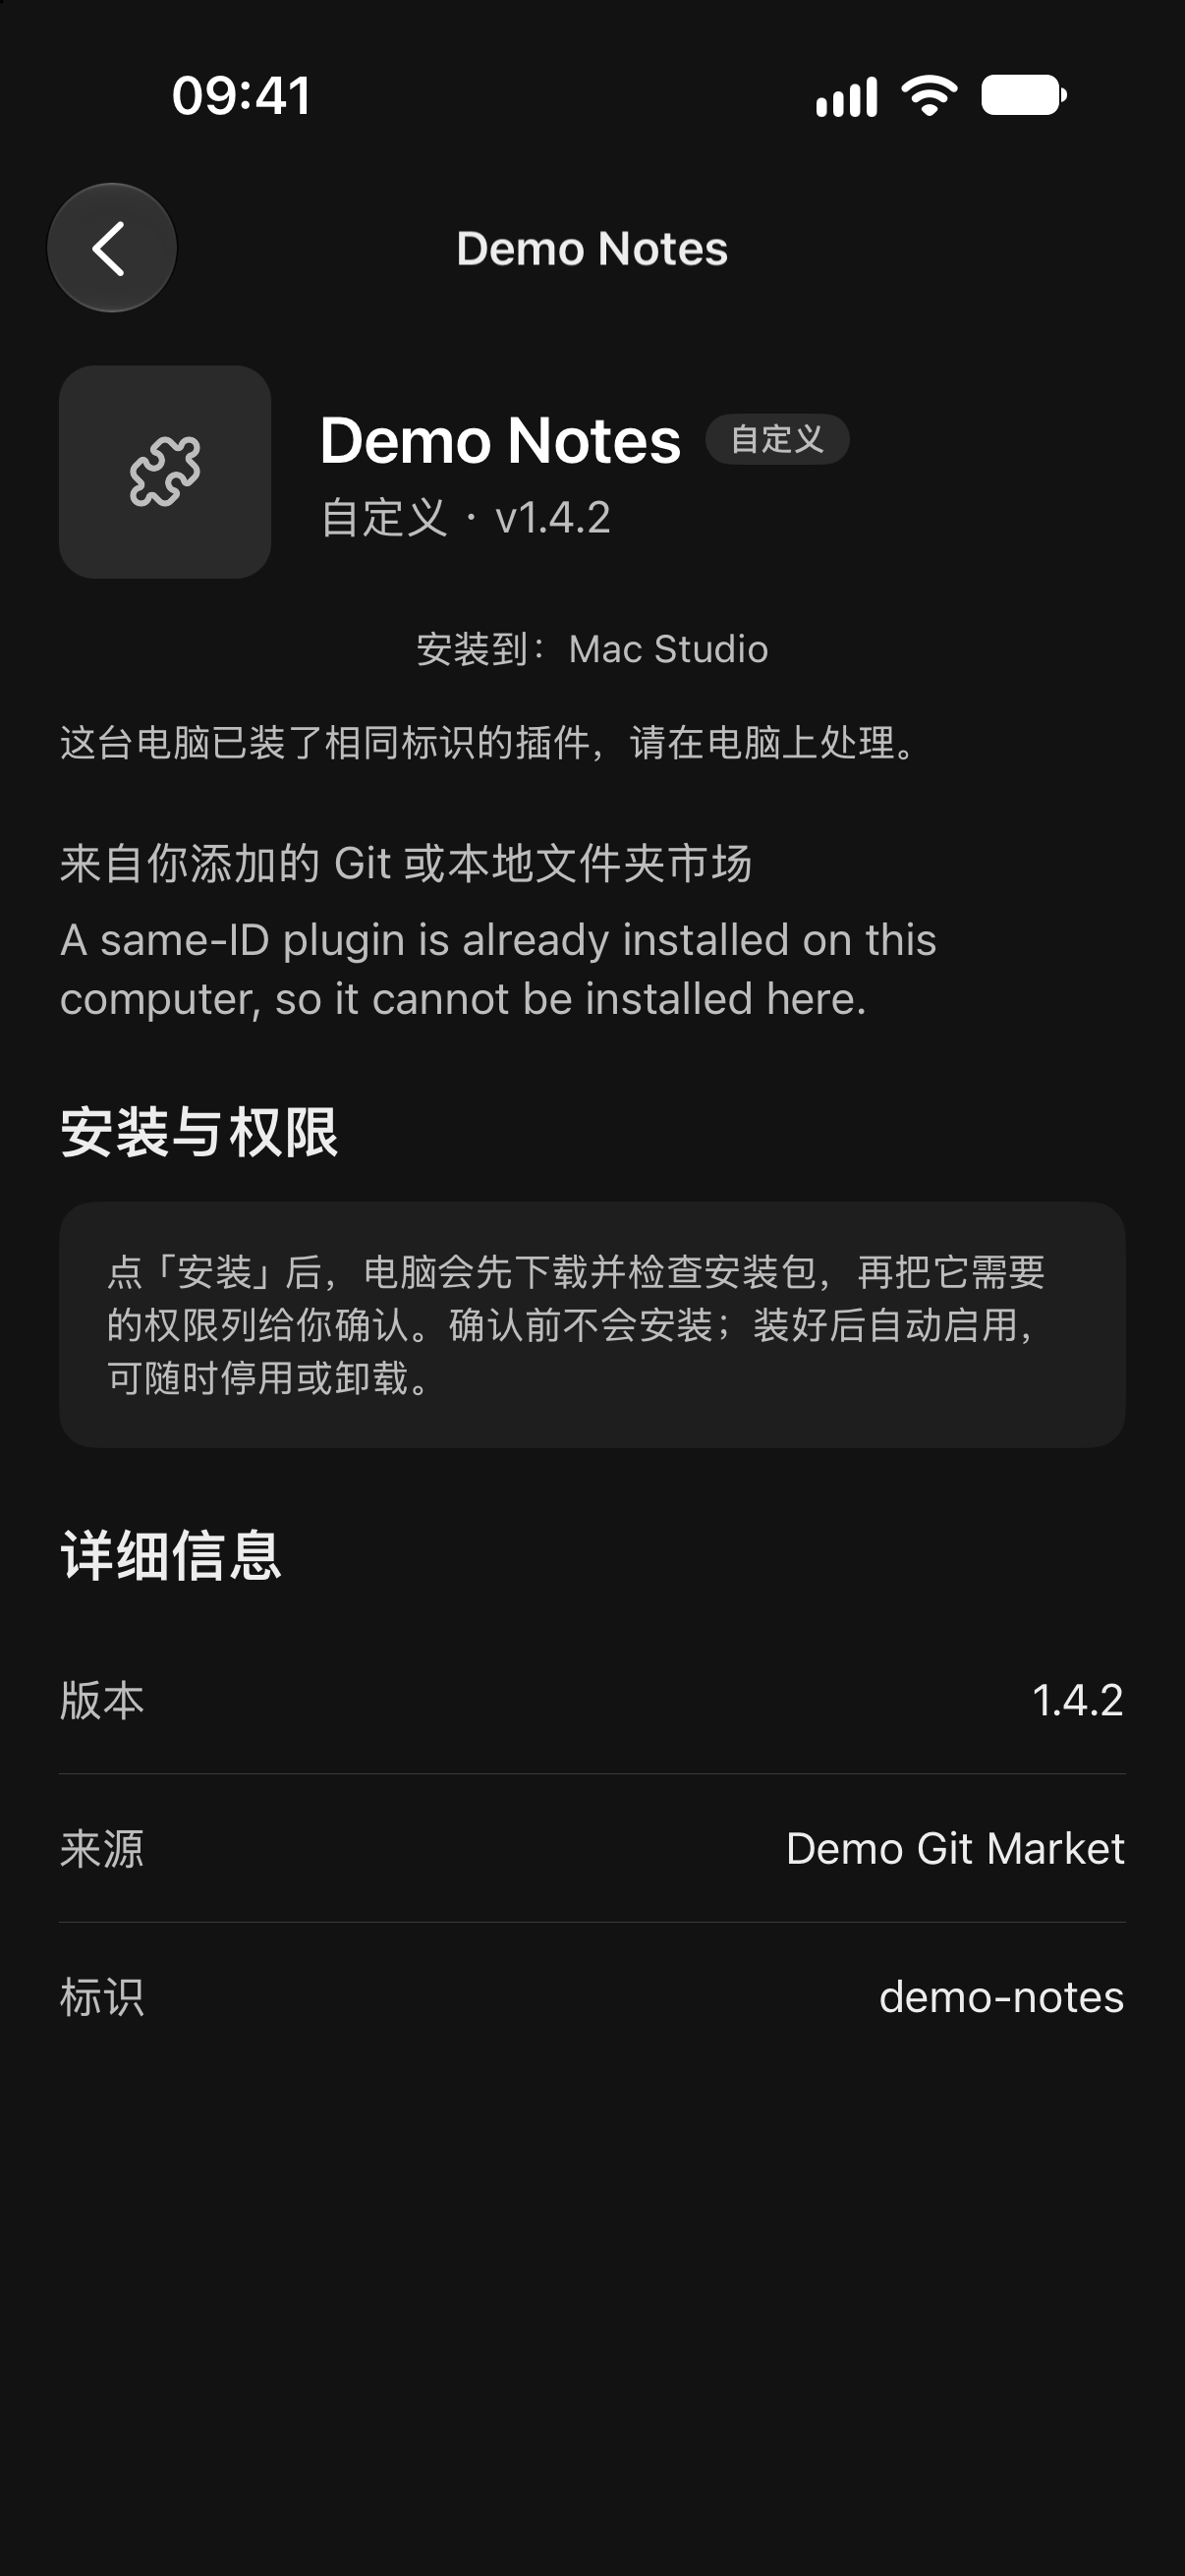 09:41
Demo Notes
Demo Notes 自定义
自定义 · v1.4.2
安装到：Mac Studio
这台电脑已装了相同标识的插件，请在电脑上处理。
来自你添加的 Git 或本地文件夹市场
A same-ID plugin is already installed on this
computer, so it cannot be installed here.
安装与权限
点「安装」后，电脑会先下载并检查安装包，再把它需要
的权限列给你确认。确认前不会安装；装好后自动启用，
可随时停用或卸载。
详细信息
版本 1.4.2
来源 Demo Git Market
标识 demo-notes